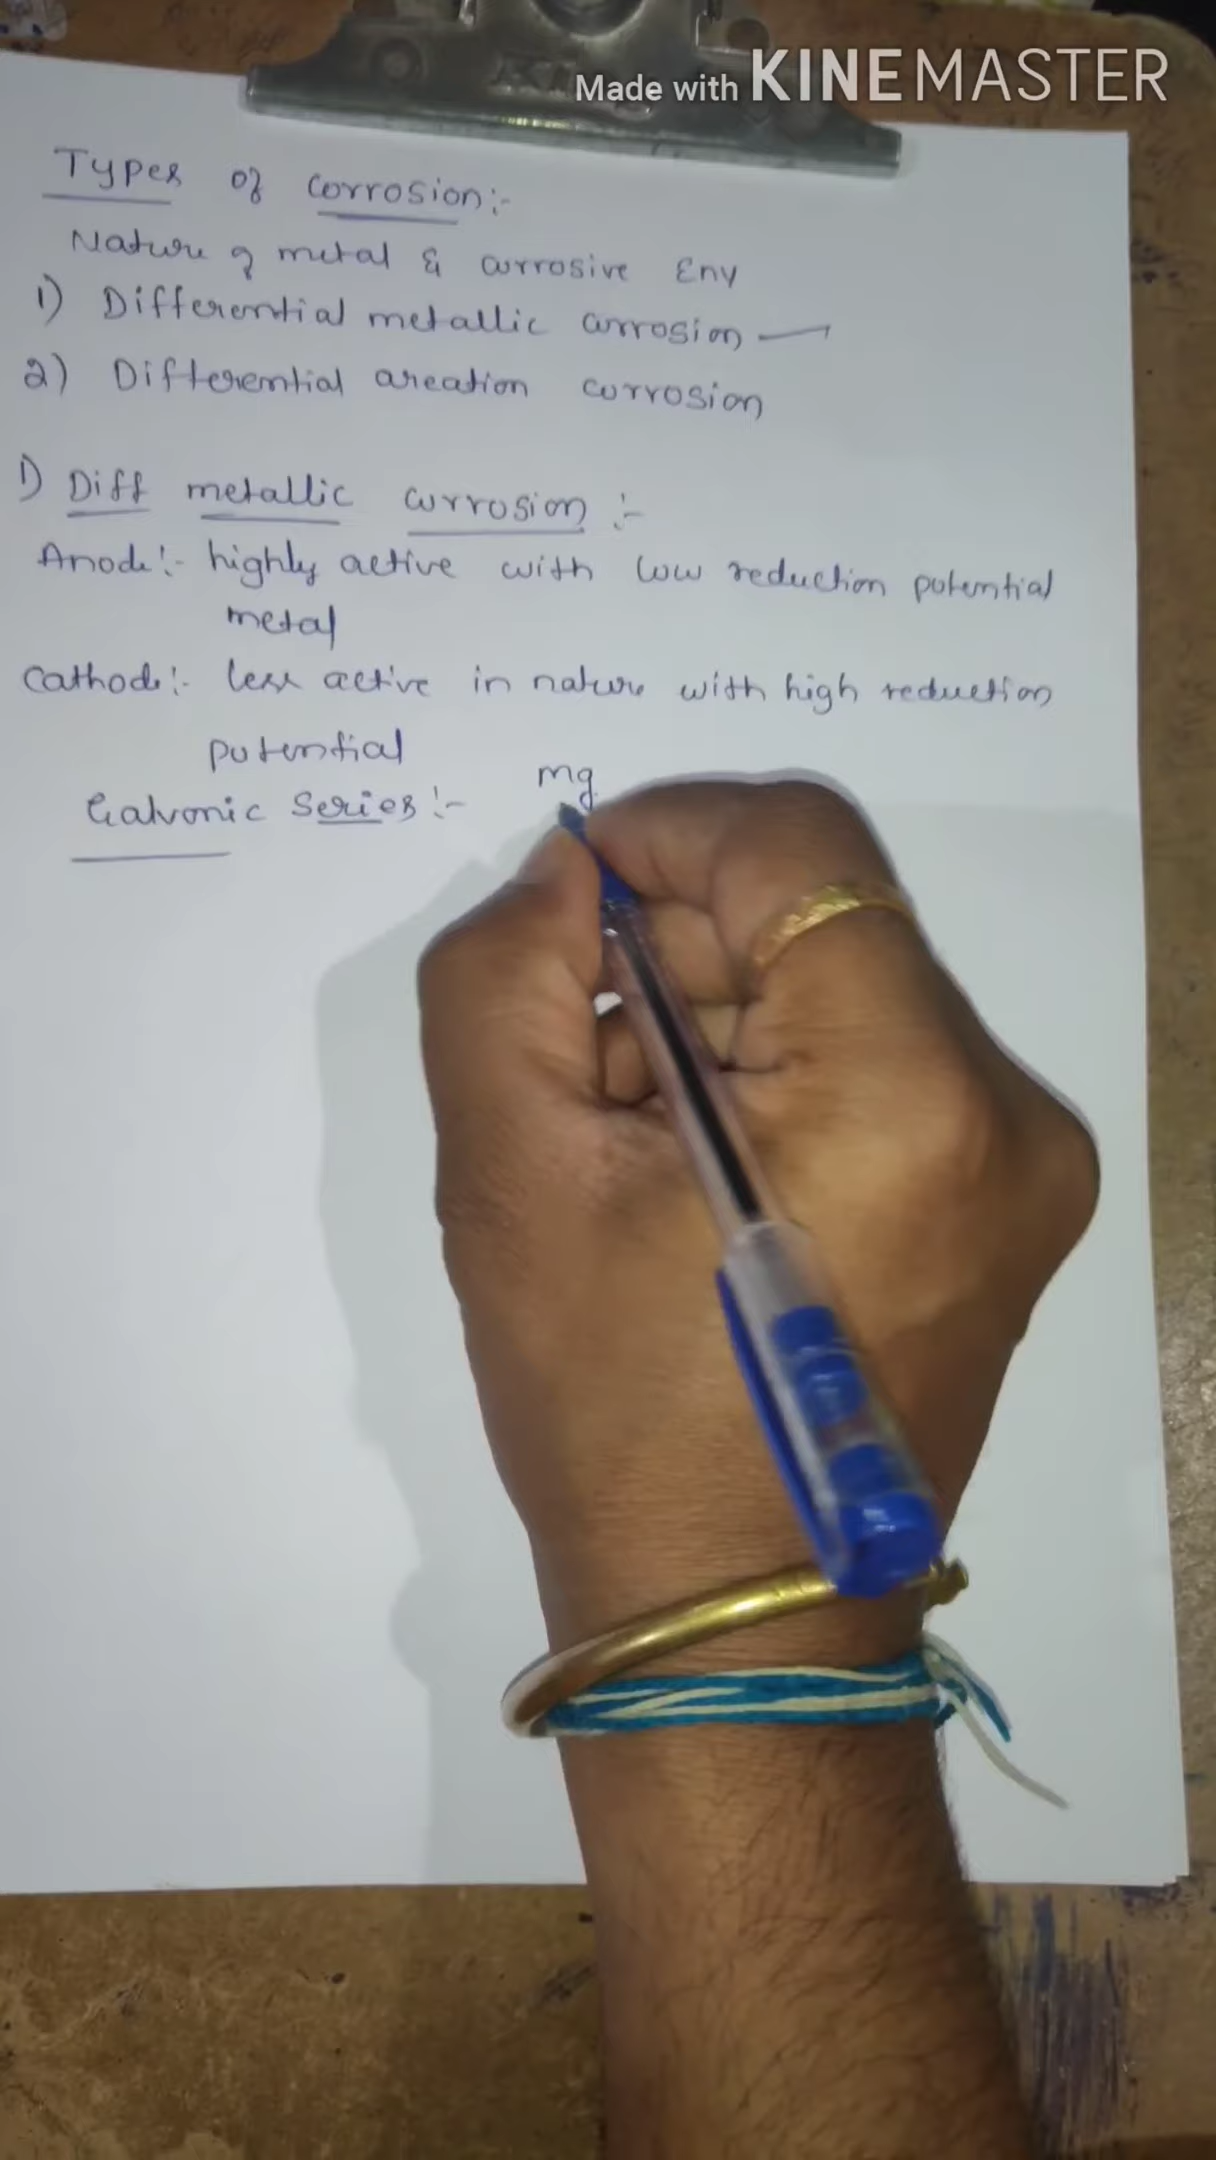 Made with KINEMASTER
Types of corrosion:-
Nature of metal & corrosive Env
1) Differential metallic corrosion —
2) Differential areation corrosion
1) Diff metallic corrosion :-
Anode:- highly active with low reduction potential
metal
Cathode:- less active in nature with high reduction
potential
mg
Galvonic Series:-